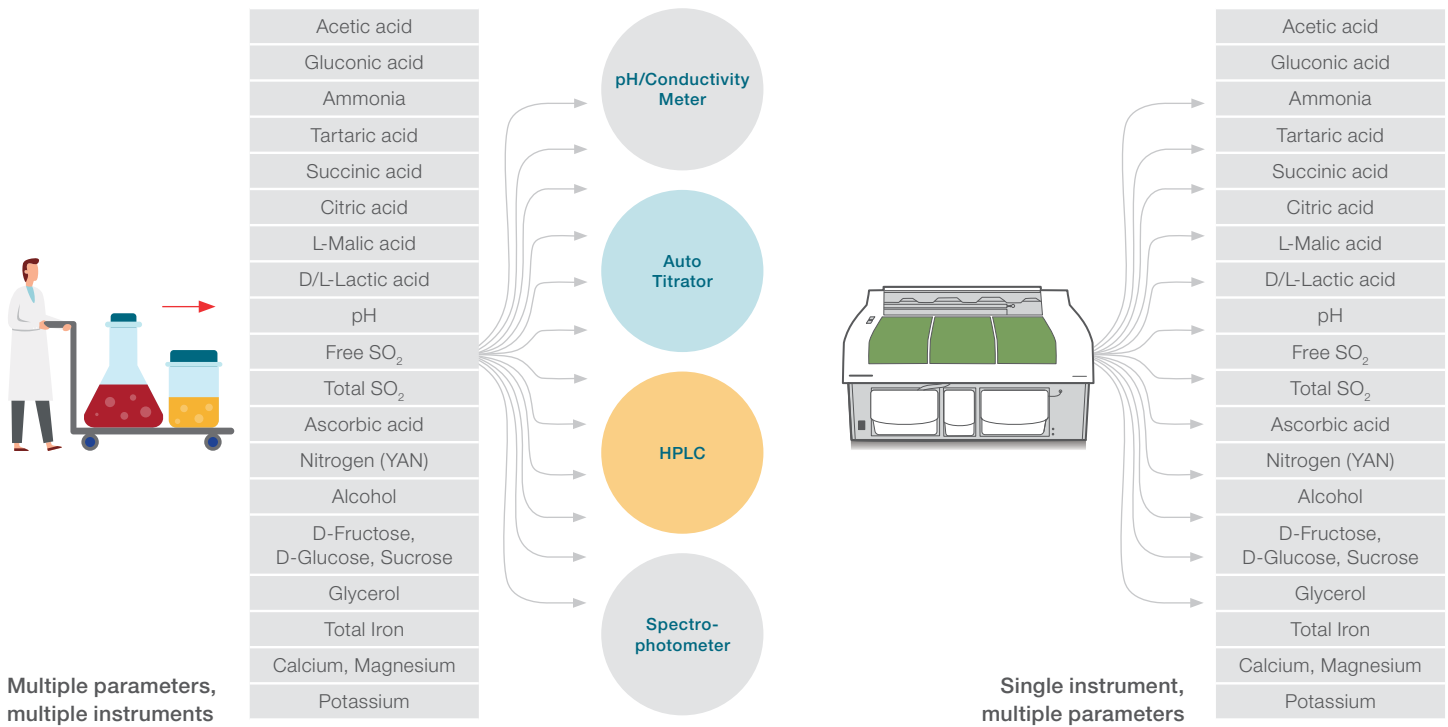 Acetic acid
Gluconic acid
Ammonia
Tartaric acid
Succinic acid
Citric acid
L-Malic acid
D/L-Lactic acid
pH
Free SO₂
Total SO₂
Ascorbic acid
Nitrogen (YAN)
Alcohol
D-Fructose,
D-Glucose, Sucrose
Glycerol
Total Iron
Calcium, Magnesium
Potassium
Multiple parameters,
multiple instruments
pH/Conductivity
Meter
Auto
Titrator
HPLC
Spectro-
photometer
Single instrument,
multiple parameters
Acetic acid
Gluconic acid
Ammonia
Tartaric acid
Succinic acid
Citric acid
L-Malic acid
D/L-Lactic acid
pH
Free SO₂
Total SO₂
Ascorbic acid
Nitrogen (YAN)
Alcohol
D-Fructose,
D-Glucose, Sucrose
Glycerol
Total Iron
Calcium, Magnesium
Potassium